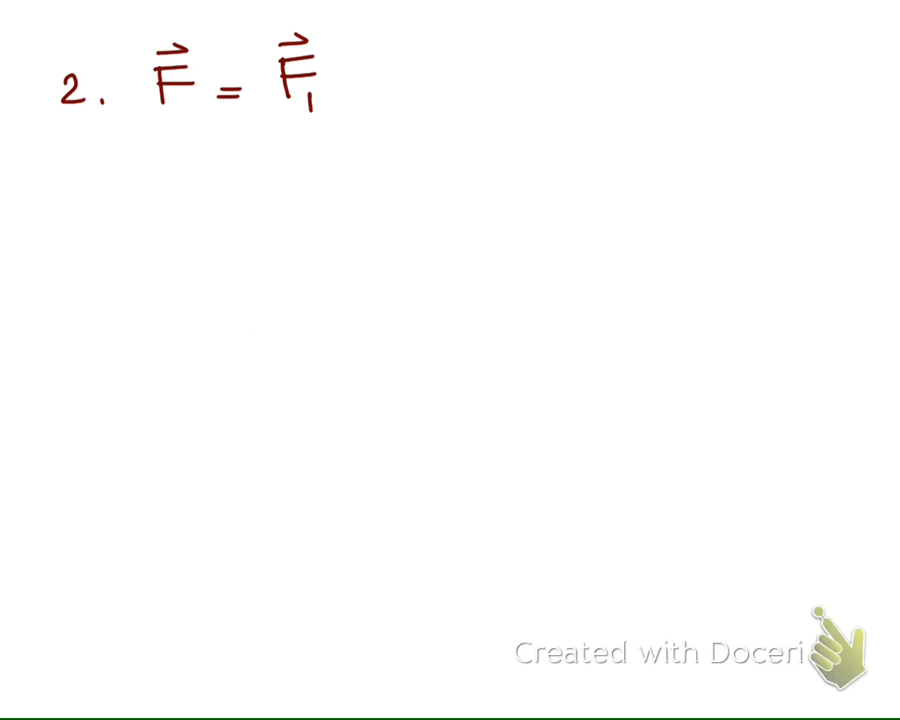 2. F⃗ = F⃗₁
Created with Doceri